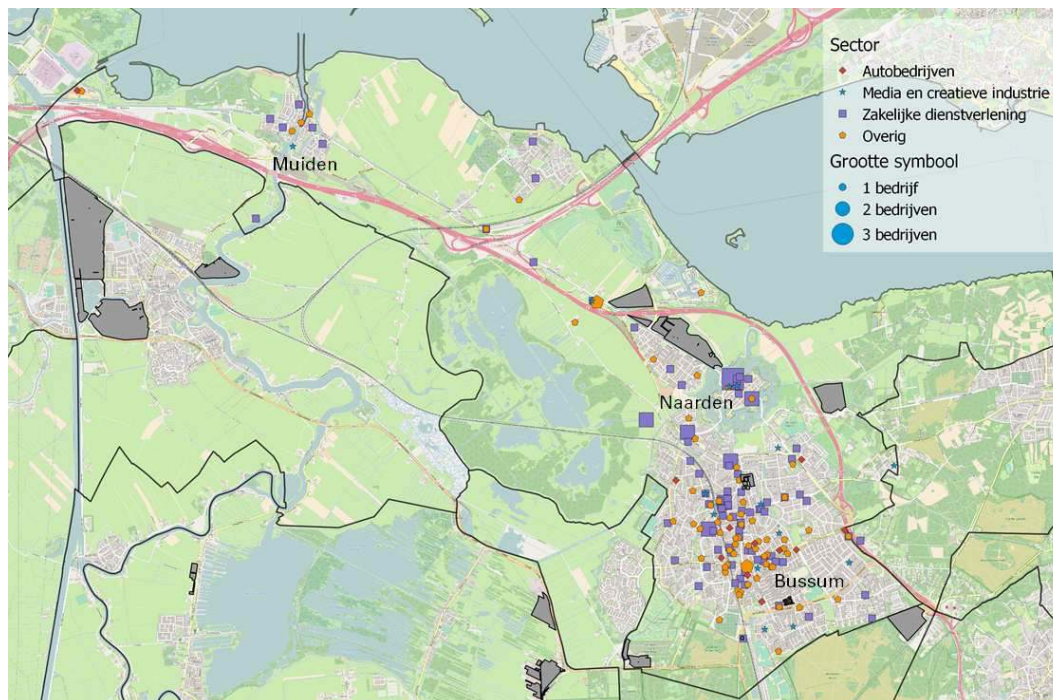 Sector
Autobedrijven
Media en creatieve industrie
Zakelijke dienstverlening
Overig
Grootte symbool
1 bedrijf
2 bedrijven
3 bedrijven
Muiden
Naarden
Bussum